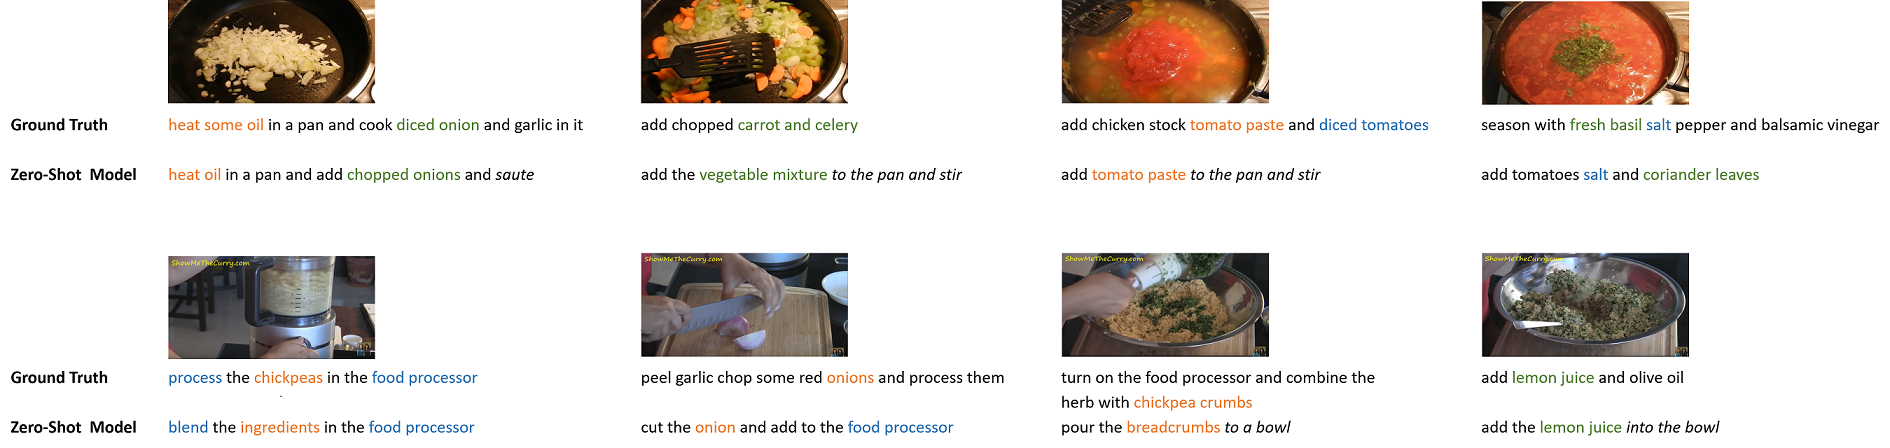 Ground Truth heat some oil in a pan and cook diced onion and garlic in it add chopped carrot and celery add chicken stock tomato paste and diced tomatoes season with fresh basil salt pepper and balsamic vinegar
Zero-Shot Model heat oil in a pan and add chopped onions and saute add the vegetable mixture to the pan and stir add tomato paste to the pan and stir add tomatoes salt and coriander leaves
ShowMeTheCurry.com ShowMeTheCurry.com ShowMeTheCurry.com ShowMeTheCurry.com
Ground Truth process the chickpeas in the food processor peel garlic chop some red onions and process them turn on the food processor and combine the add lemon juice and olive oil
herb with chickpea crumbs
Zero-Shot Model blend the ingredients in the food processor cut the onion and add to the food processor pour the breadcrumbs to a bowl add the lemon juice into the bowl